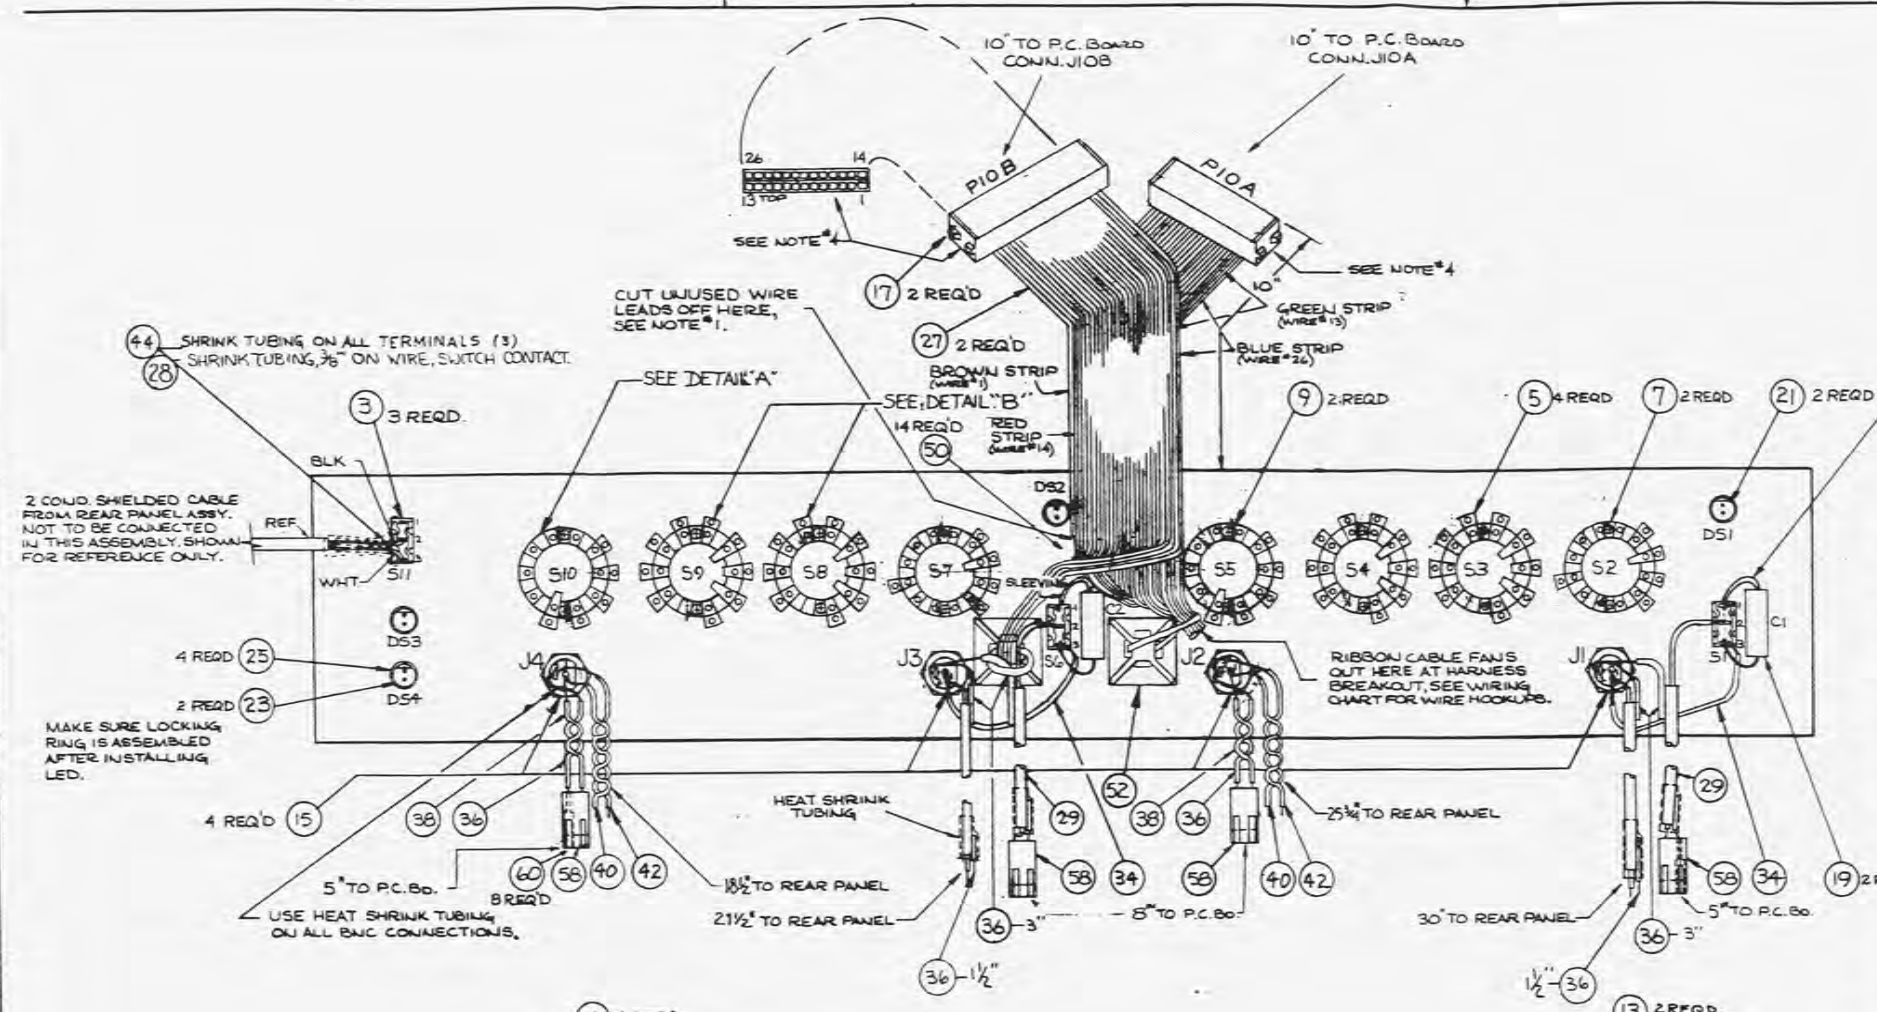 10" TO P.C. BOARD
CONN. J10B
10" TO P.C. BOARD
CONN. J10A
26 14
13 TOP 1
P10B
P10A
SEE NOTE #4
SEE NOTE #4
17 2 REQ'D
10"
CUT UNUSED WIRE
LEADS OFF HERE,
SEE NOTE #1.
GREEN STRIP
(WIRE #13)
27 2 REQ'D
BLUE STRIP
(WIRE #26)
44 SHRINK TUBING ON ALL TERMINALS (3)
28 SHRINK TUBING, 3/8" ON WIRE, SWITCH CONTACT.
BROWN STRIP
(WIRE #1)
SEE DETAIL "A"
SEE DETAIL "B"
3 3 REQD.
9 2 REQD
5 4 REQD
7 2 REQD
21 2 REQD
14 REQ'D
50
RED
STRIP
(WIRE #14)
BLK
2 COND. SHIELDED CABLE
FROM REAR PANEL ASSY.
NOT TO BE CONNECTED
IN THIS ASSEMBLY. SHOWN
FOR REFERENCE ONLY.
REF.
1
2
3
S11
WHT
DS2
DS1
S10
S9
S8
S7
S5
S4
S3
S2
SLEEVING
C2
S6
C1
S1
DS3
DS4
4 REQD 25
2 REQD 23
J4
J3
J2
J1
RIBBON CABLE FANS
OUT HERE AT HARNESS
BREAKOUT, SEE WIRING
CHART FOR WIRE HOOKUPS.
MAKE SURE LOCKING
RING IS ASSEMBLED
AFTER INSTALLING
LED.
4 REQ'D 15
38 36
HEAT SHRINK
TUBING
29
52
38 36
25 3/4" TO REAR PANEL
29
5" TO P.C. BD.
60 58 40 42
8 REQ'D
18 1/2" TO REAR PANEL
21 1/2" TO REAR PANEL
58
34
58
40 42
8" TO P.C. BD.
58
34
19
30" TO REAR PANEL
5" TO P.C. BD.
USE HEAT SHRINK TUBING
ON ALL BNC CONNECTIONS.
36 - 3"
36 - 1 1/2"
36 - 3"
1 1/2" - 36
13 2 REQD